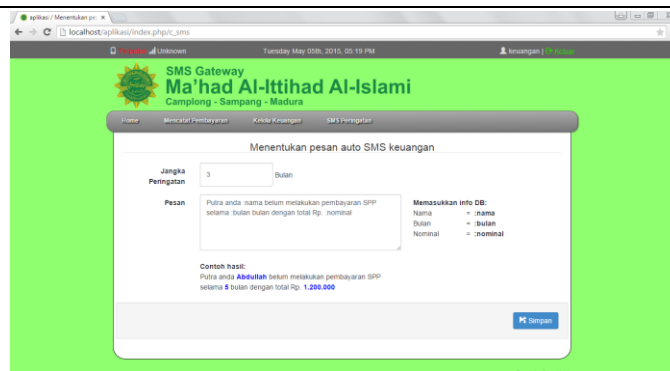 aplikasi / Menentukan pe
localhost/aplikasi/index.php/c_sms
Unknown
Tuesday May 05th, 2015, 05:19 PM
keuangan |
SMS Gateway
Ma'had Al-Ittihad Al-Islami
Camplong - Sampang - Madura
Home Mencatat Pembayaran Kelola Keuangan SMS Peringatan
Menentukan pesan auto SMS keuangan
Jangka Peringatan
3
Bulan
Pesan
Putra anda :nama belum melakukan pembayaran SPP
selama :bulan bulan dengan total Rp. :nominal
Memasukkan info DB:
Nama = :nama
Bulan = :bulan
Nominal = :nominal
Contoh hasil:
Putra anda Abdullah belum melakukan pembayaran SPP
selama 5 bulan dengan total Rp. 1.200.000
Simpan